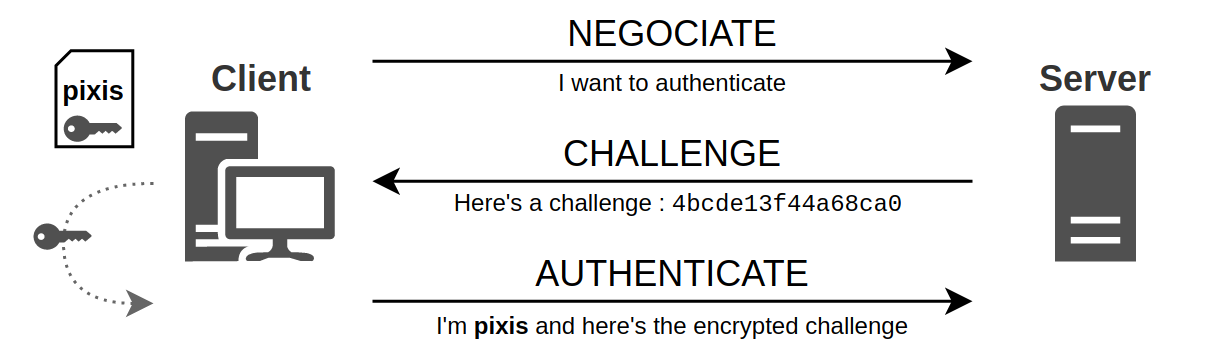 NEGOCIATE
I want to authenticate
pixis
Client
Server
CHALLENGE
Here's a challenge : 4bcde13f44a68ca0
AUTHENTICATE
I'm pixis and here's the encrypted challenge